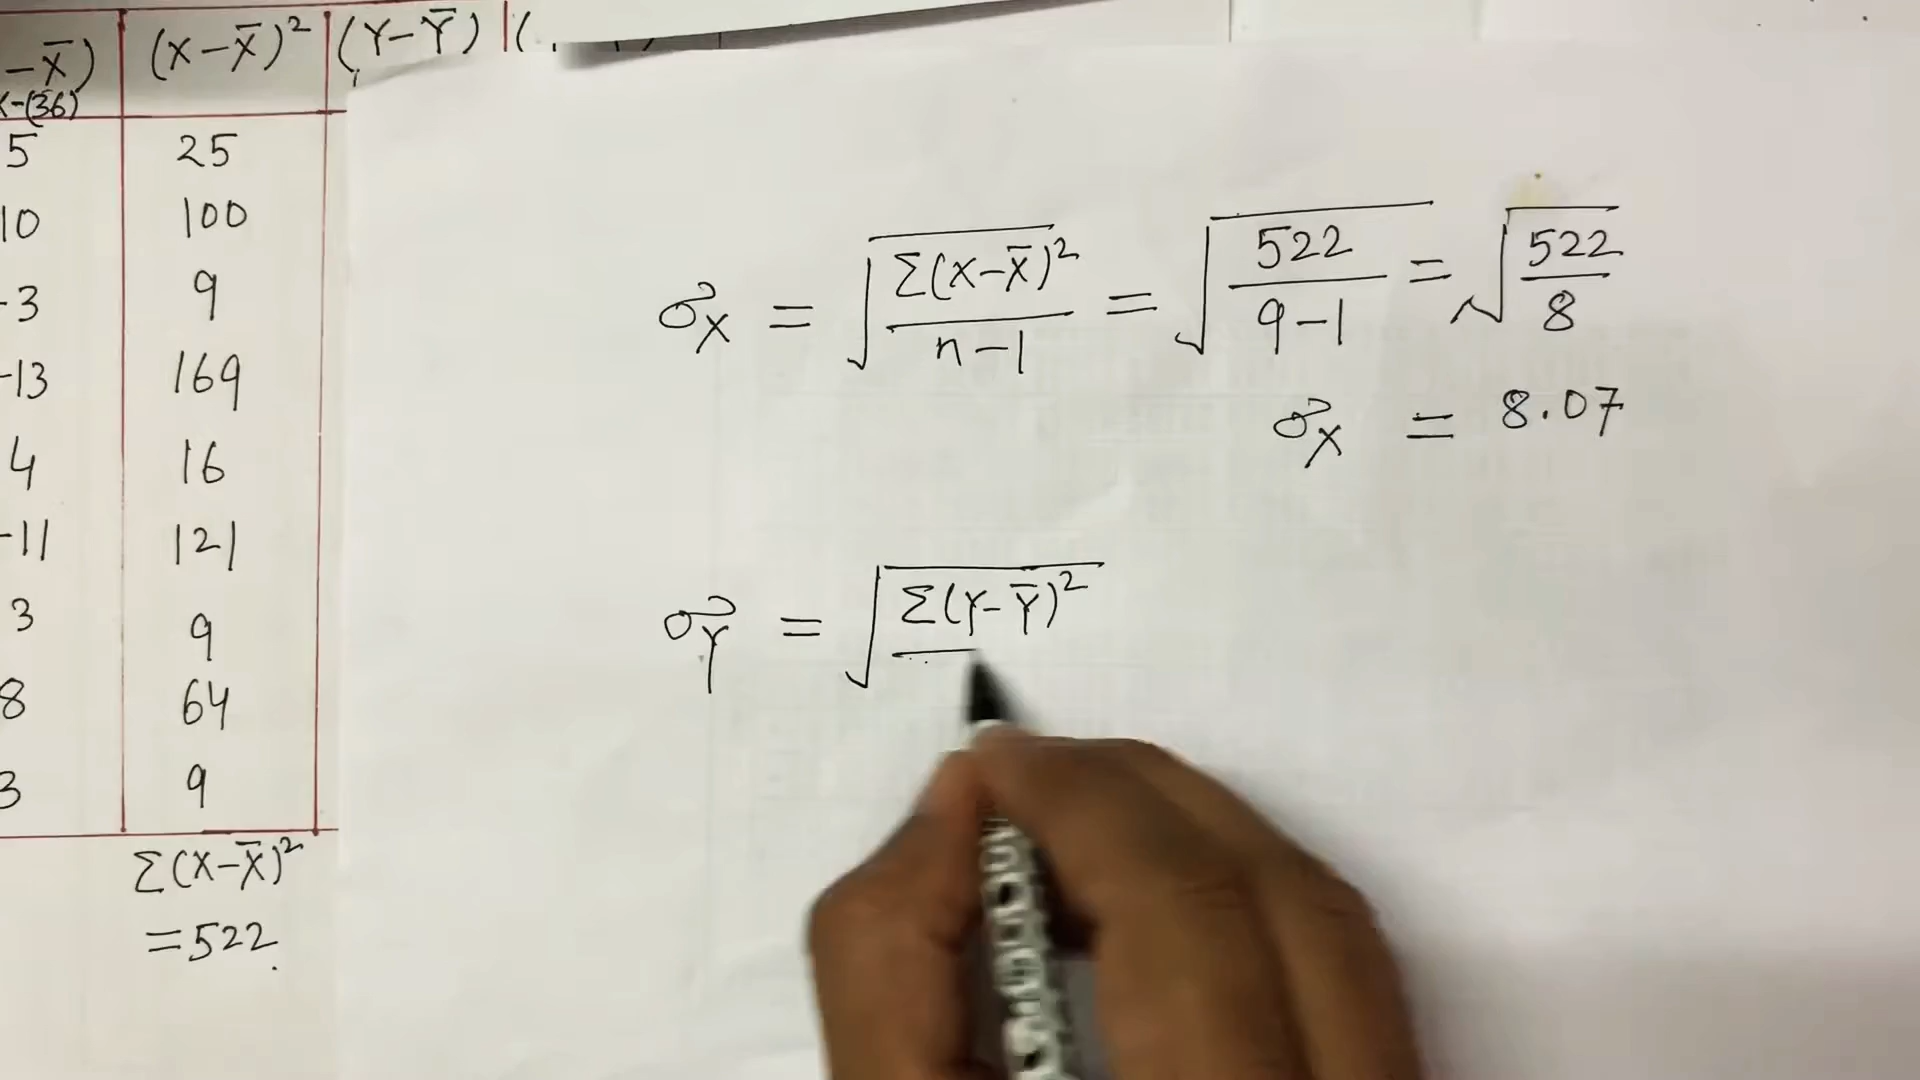 -X̄) (X-X̄)² (Y-Ȳ) (
X-(36)
5 25
10 100
-3 9
-13 169
4 16
-11 121
3 9
8 64
3 9
Σ(X-X̄)²
=522.
σX = √(Σ(X-X̄)² / n-1) = √(522 / 9-1) = √(522 / 8)
σX = 8.07
σY = √(Σ(Y-Ȳ)²